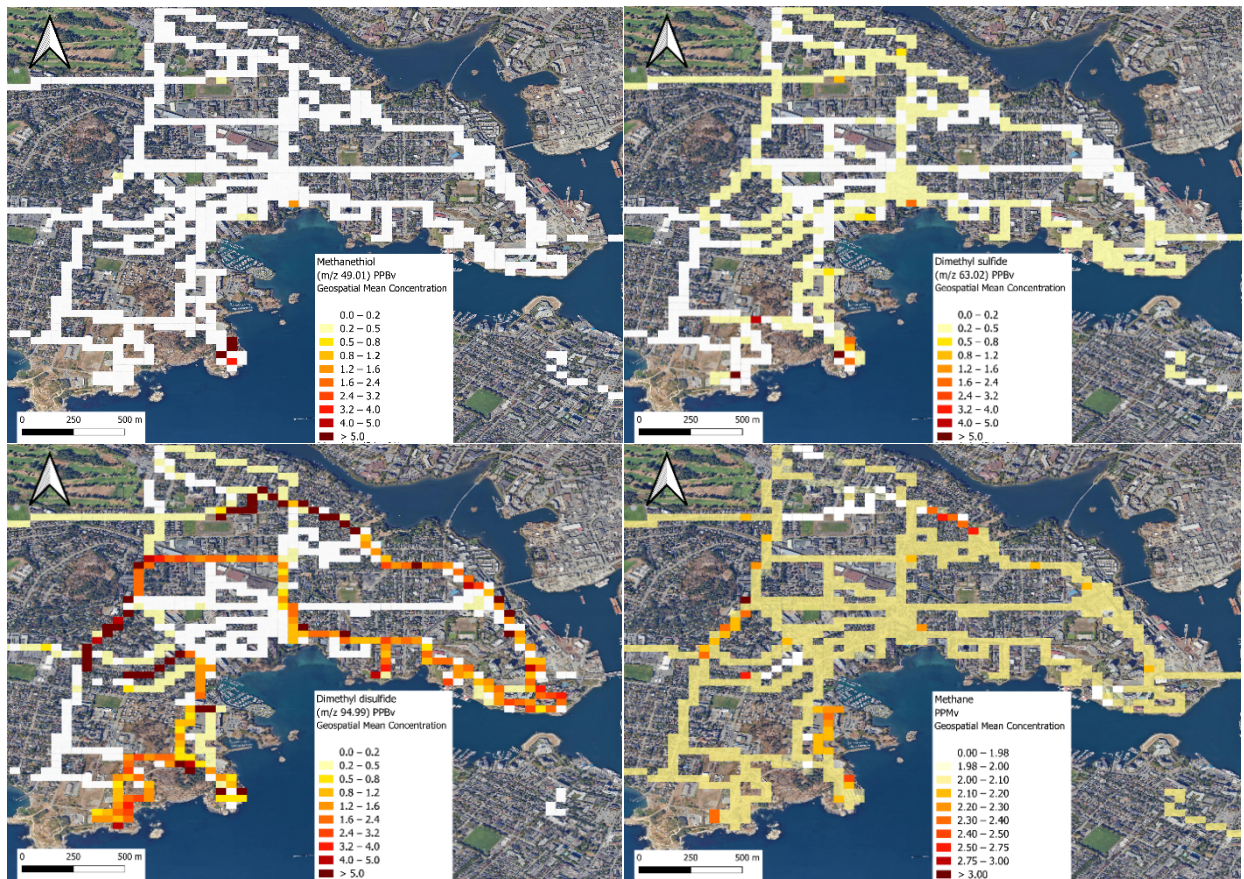 Methanethiol
(m/z 49.01) PPBv
Geospatial Mean Concentration
0.0 – 0.2
0.2 – 0.5
0.5 – 0.8
0.8 – 1.2
1.2 – 1.6
1.6 – 2.4
2.4 – 3.2
3.2 – 4.0
4.0 – 5.0
> 5.0
0 250 500 m
Dimethyl sulfide
(m/z 63.02) PPBv
Geospatial Mean Concentration
0.0 – 0.2
0.2 – 0.5
0.5 – 0.8
0.8 – 1.2
1.2 – 1.6
1.6 – 2.4
2.4 – 3.2
3.2 – 4.0
4.0 – 5.0
> 5.0
0 250 500 m
Dimethyl disulfide
(m/z 94.99) PPBv
Geospatial Mean Concentration
0.0 – 0.2
0.2 – 0.5
0.5 – 0.8
0.8 – 1.2
1.2 – 1.6
1.6 – 2.4
2.4 – 3.2
3.2 – 4.0
4.0 – 5.0
> 5.0
0 250 500 m
Methane
PPMv
Geospatial Mean Concentration
0.00 – 1.98
1.98 – 2.00
2.00 – 2.10
2.10 – 2.20
2.20 – 2.30
2.30 – 2.40
2.40 – 2.50
2.50 – 2.75
2.75 – 3.00
> 3.00
0 250 500 m